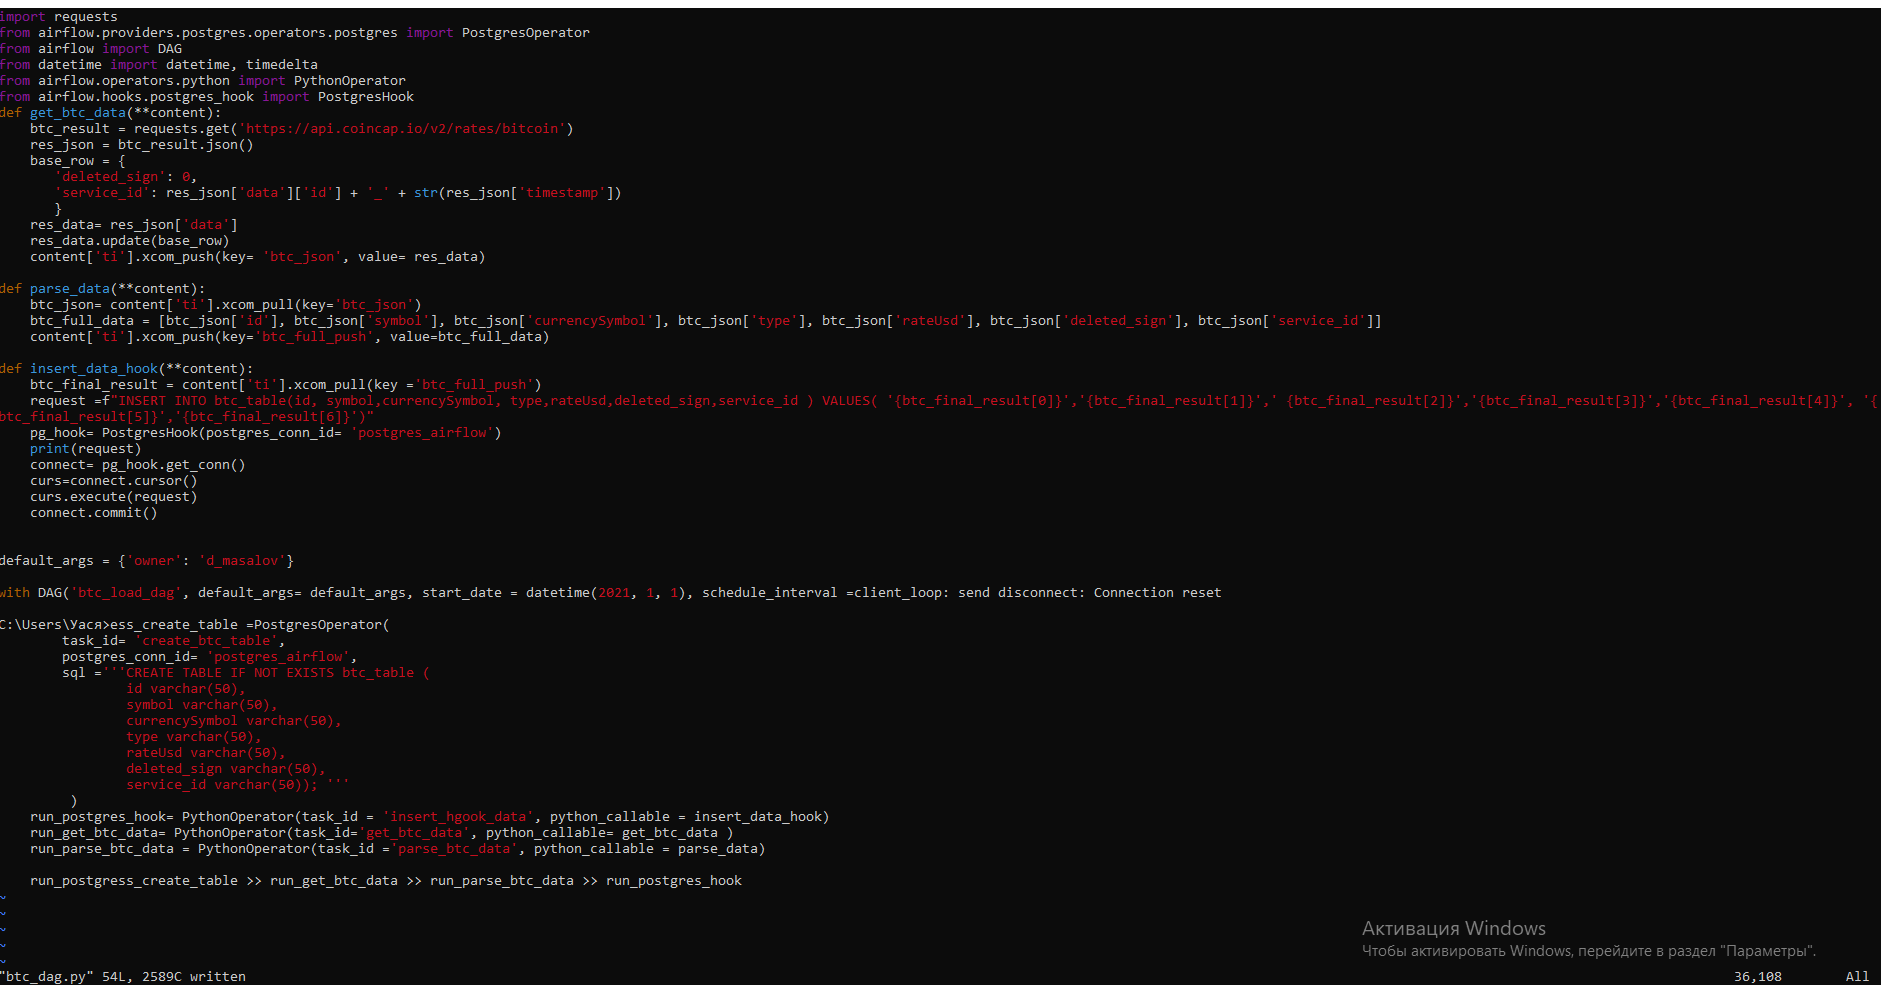 import requests
from airflow.providers.postgres.operators.postgres import PostgresOperator
from airflow import DAG
from datetime import datetime, timedelta
from airflow.operators.python import PythonOperator
from airflow.hooks.postgres_hook import PostgresHook
def get_btc_data(**content):
    btc_result = requests.get('https://api.coincap.io/v2/rates/bitcoin')
    res_json = btc_result.json()
    base_row = {
       'deleted_sign': 0,
       'service_id': res_json['data']['id'] + '_' + str(res_json['timestamp'])
       }
    res_data= res_json['data']
    res_data.update(base_row)
    content['ti'].xcom_push(key= 'btc_json', value= res_data)

def parse_data(**content):
    btc_json= content['ti'].xcom_pull(key='btc_json')
    btc_full_data = [btc_json['id'], btc_json['symbol'], btc_json['currencySymbol'], btc_json['type'], btc_json['rateUsd'], btc_json['deleted_sign'], btc_json['service_id']]
    content['ti'].xcom_push(key='btc_full_push', value=btc_full_data)

def insert_data_hook(**content):
    btc_final_result = content['ti'].xcom_pull(key ='btc_full_push')
    request =f"INSERT INTO btc_table(id, symbol,currencySymbol, type,rateUsd,deleted_sign,service_id ) VALUES( '{btc_final_result[0]}','{btc_final_result[1]}',' {btc_final_result[2]}','{btc_final_result[3]}','{btc_final_result[4]}', '{
btc_final_result[5]}','{btc_final_result[6]}')"
    pg_hook= PostgresHook(postgres_conn_id= 'postgres_airflow')
    print(request)
    connect= pg_hook.get_conn()
    curs=connect.cursor()
    curs.execute(request)
    connect.commit()

default_args = {'owner': 'd_masalov'}

with DAG('btc_load_dag', default_args= default_args, start_date = datetime(2021, 1, 1), schedule_interval =client_loop: send disconnect: Connection reset

C:\Users\Уася>ess_create_table =PostgresOperator(
        task_id= 'create_btc_table',
        postgres_conn_id= 'postgres_airflow',
        sql ='''CREATE TABLE IF NOT EXISTS btc_table (
                id varchar(50),
                symbol varchar(50),
                currencySymbol varchar(50),
                type varchar(50),
                rateUsd varchar(50),
                deleted_sign varchar(50),
                service_id varchar(50)); '''
         )
    run_postgres_hook= PythonOperator(task_id = 'insert_hgook_data', python_callable = insert_data_hook)
    run_get_btc_data= PythonOperator(task_id='get_btc_data', python_callable= get_btc_data )
    run_parse_btc_data = PythonOperator(task_id ='parse_btc_data', python_callable = parse_data)

    run_postgress_create_table >> run_get_btc_data >> run_parse_btc_data >> run_postgres_hook
~
~
~
~
~
Активация Windows
Чтобы активировать Windows, перейдите в раздел "Параметры".
"btc_dag.py" 54L, 2589C written 36,108 All